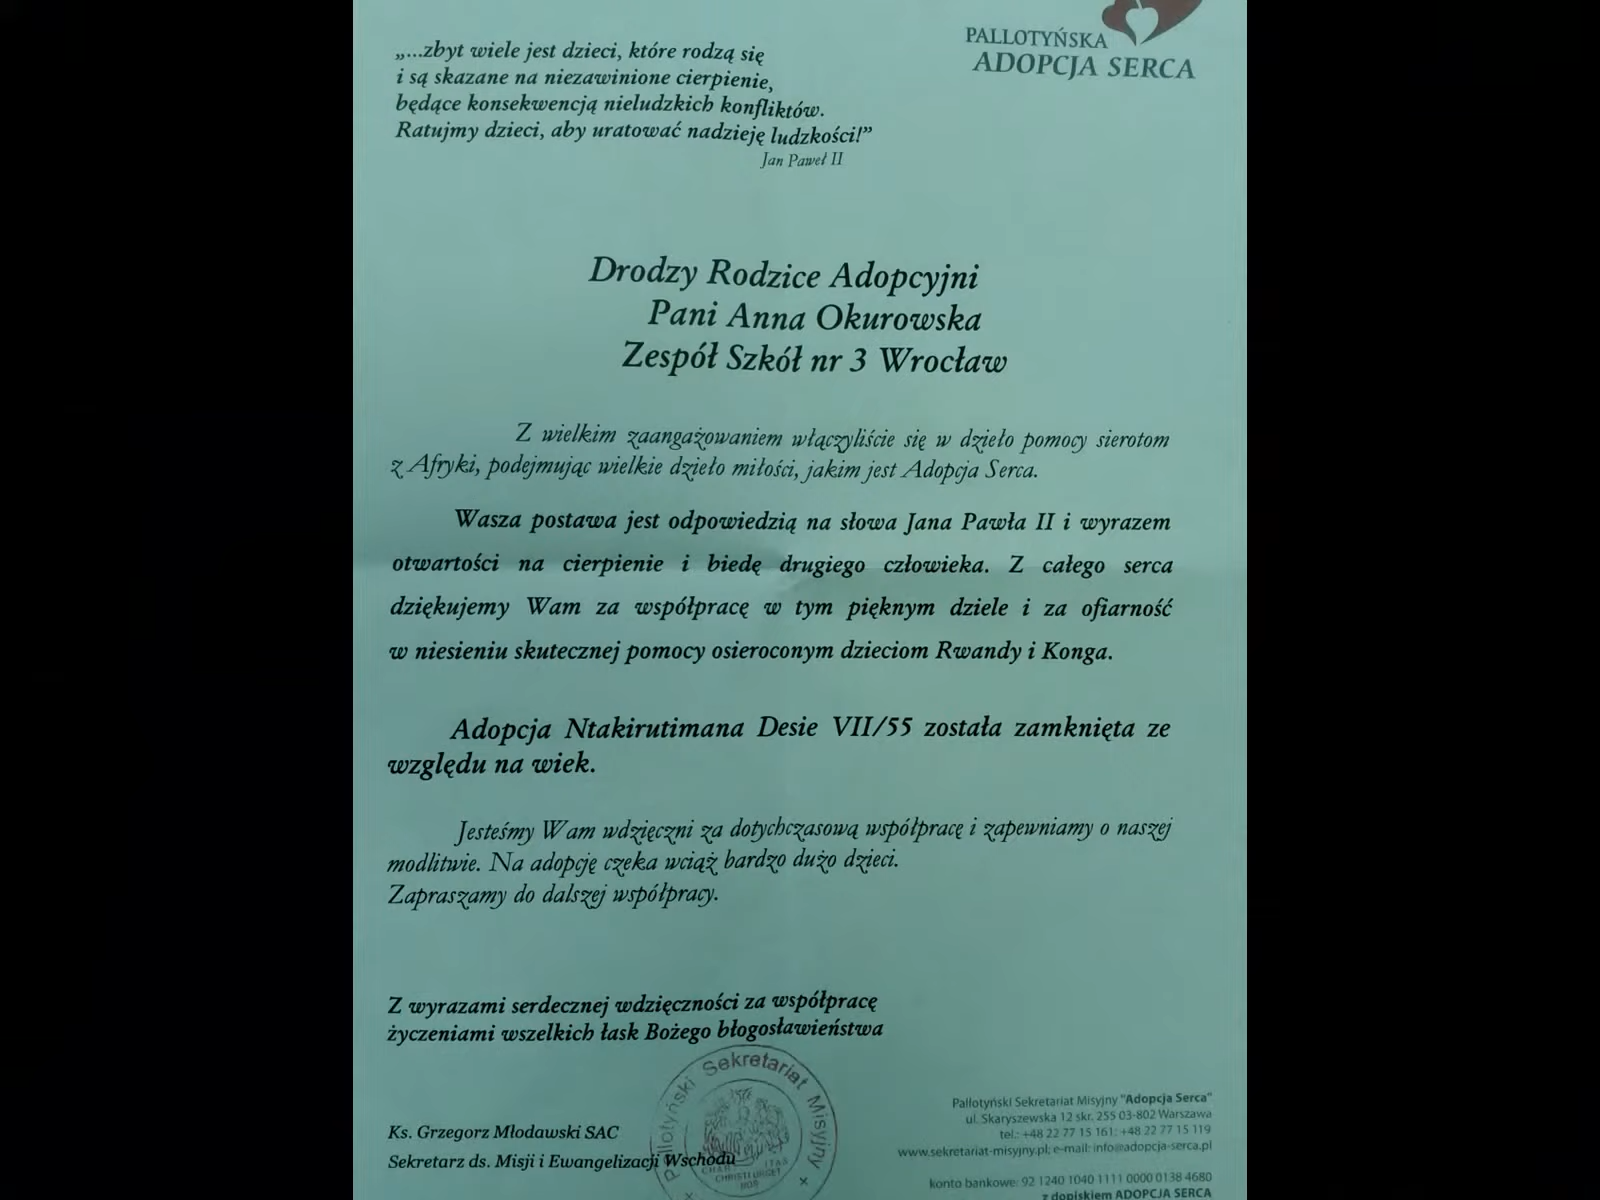 „...zbyt wiele jest dzieci, które rodzą się
i są skazane na niezawinione cierpienie,
będące konsekwencją nieludzkich konfliktów.
Ratujmy dzieci, aby uratować nadzieję ludzkości!”
Jan Paweł II
PALLOTYŃSKA
ADOPCJA SERCA
Drodzy Rodzice Adopcyjni
Pani Anna Okurowska
Zespół Szkół nr 3 Wrocław
Z wielkim zaangażowaniem włączyliście się w dzieło pomocy sierotom
z Afryki, podejmując wielkie dzieło miłości, jakim jest Adopcja Serca.
Wasza postawa jest odpowiedzią na słowa Jana Pawła II i wyrazem
otwartości na cierpienie i biedę drugiego człowieka. Z całego serca
dziękujemy Wam za współpracę w tym pięknym dziele i za ofiarność
w niesieniu skutecznej pomocy osieroconym dzieciom Rwandy i Konga.
Adopcja Ntakirutimana Desie VII/55 została zamknięta ze
względu na wiek.
Jesteśmy Wam wdzięczni za dotychczasową współpracę i zapewniamy o naszej
modlitwie. Na adopcję czeka wciąż bardzo dużo dzieci.
Zapraszamy do dalszej współpracy.
Z wyrazami serdecznej wdzięczności za współpracę
życzeniami wszelkich łask Bożego błogosławieństwa
Ks. Grzegorz Młodawski SAC
Sekretarz ds. Misji i Ewangelizacji Wschodu
Pallotyński Sekretariat Misyjny
CHRISTI URGET
NOS
Pallotyński Sekretariat Misyjny "Adopcja Serca"
ul. Skaryszewska 12 skr. 255 03-802 Warszawa
tel.: +48 22 77 15 161; +48 22 77 15 119
www.sekretariat-misyjny.pl; e-mail: info@adopcja-serca.pl
konto bankowe: 92 1240 1040 1111 0000 0138 4680
z dopiskiem ADOPCJA SERCA